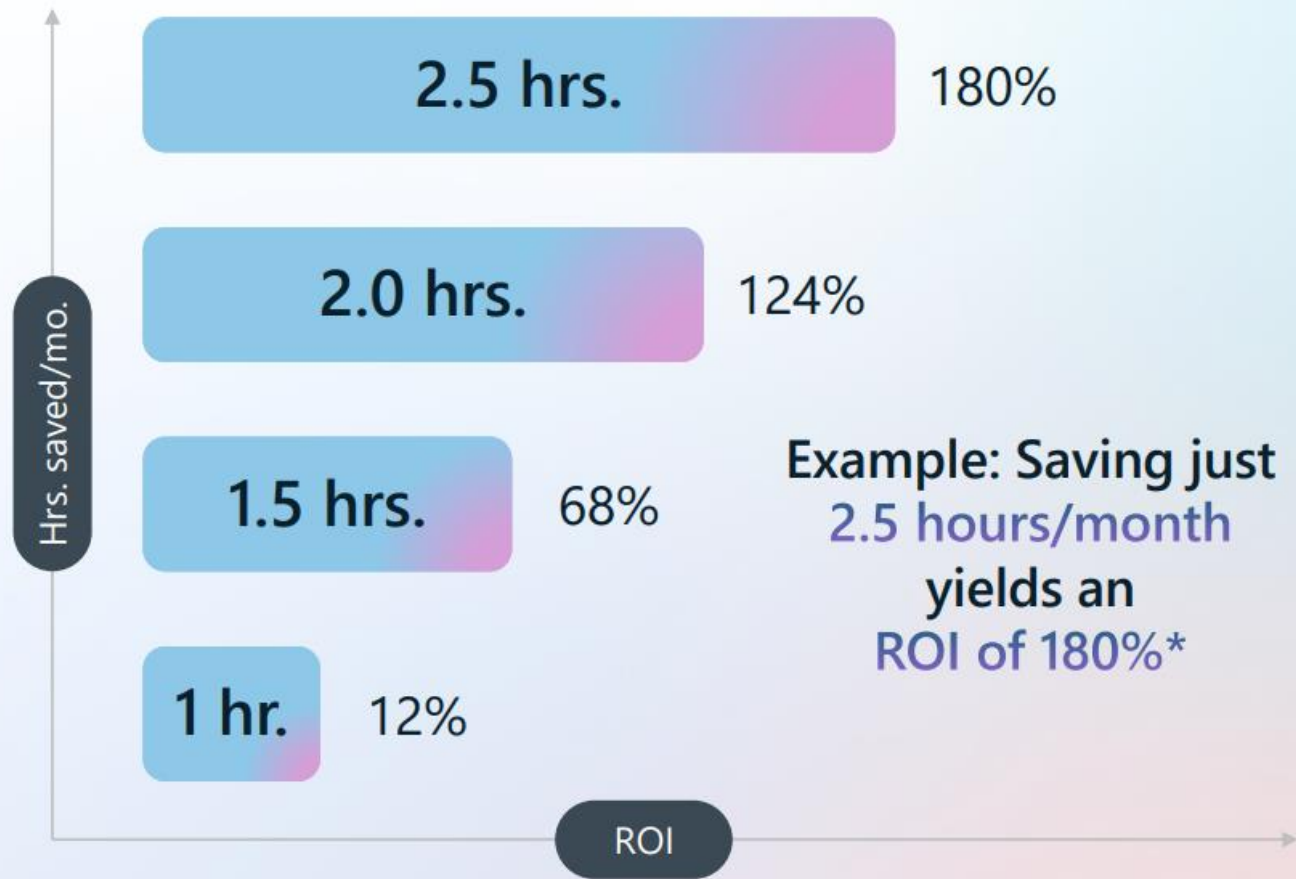 2.5 hrs.
180%
2.0 hrs.
124%
Hrs. saved/mo.
1.5 hrs.
68%
Example: Saving just
2.5 hours/month
yields an
ROI of 180%*
1 hr.
12%
ROI